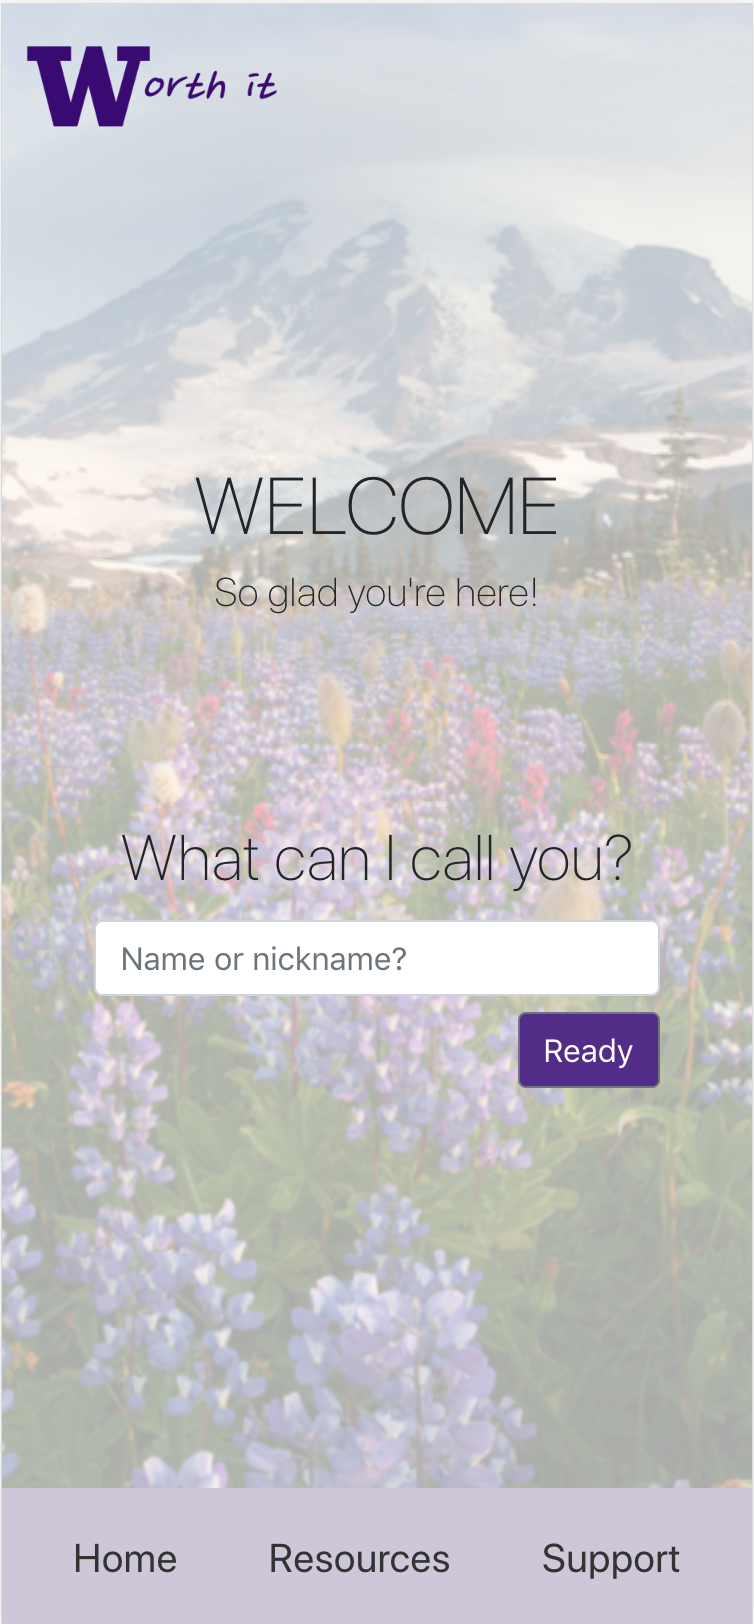 Worth it
WELCOME
So glad you're here!
What can I call you?
Name or nickname?
Ready
Home Resources Support